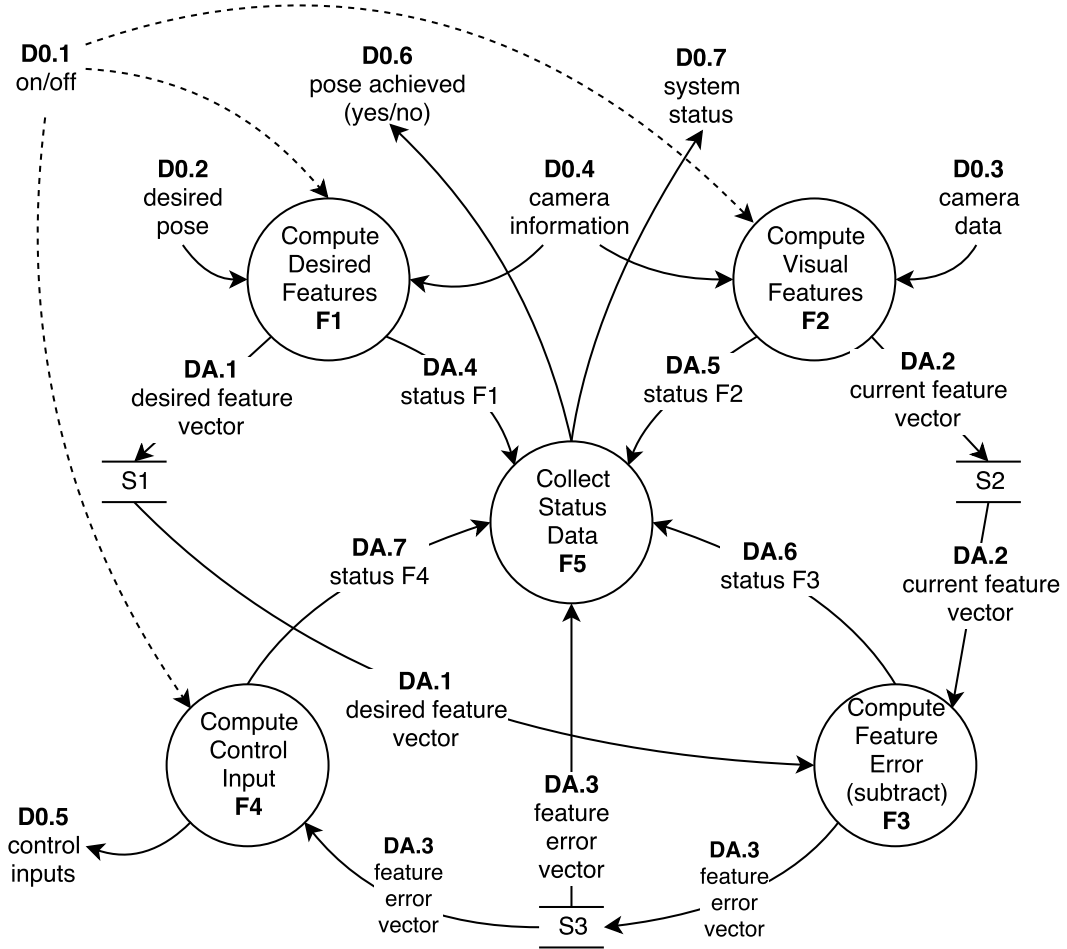 D0.1
on/off
D0.6
pose achieved
(yes/no)
D0.7
system
status
D0.2
desired
pose
D0.4
camera
information
D0.3
camera
data
Compute
Desired
Features
F1
Compute
Visual
Features
F2
DA.1
desired feature
vector
DA.4
status F1
DA.5
status F2
DA.2
current feature
vector
S1
Collect
Status
Data
F5
S2
DA.7
status F4
DA.6
status F3
DA.2
current feature
vector
DA.1
desired feature
vector
Compute
Control
Input
F4
Compute
Feature
Error
(subtract)
F3
D0.5
control
inputs
DA.3
feature
error
vector
DA.3
feature
error
vector
DA.3
feature
error
vector
S3